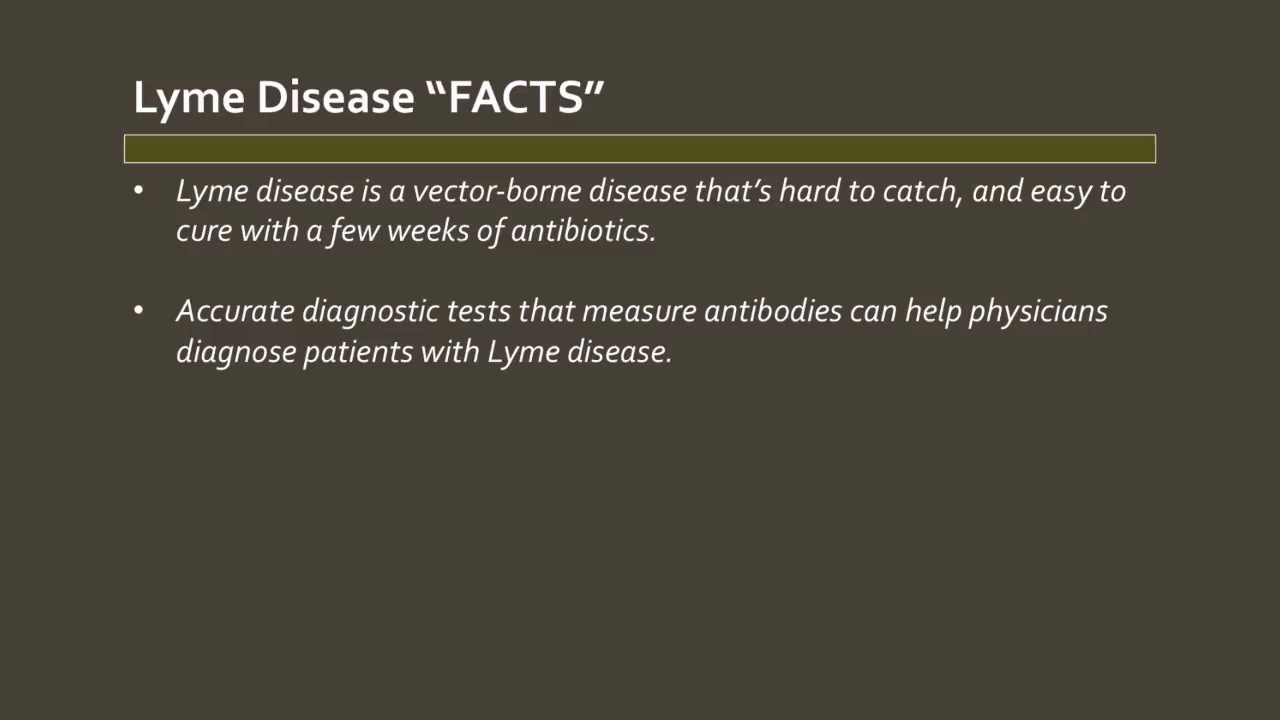 Lyme Disease “FACTS”
• Lyme disease is a vector-borne disease that’s hard to catch, and easy to
cure with a few weeks of antibiotics.
• Accurate diagnostic tests that measure antibodies can help physicians
diagnose patients with Lyme disease.